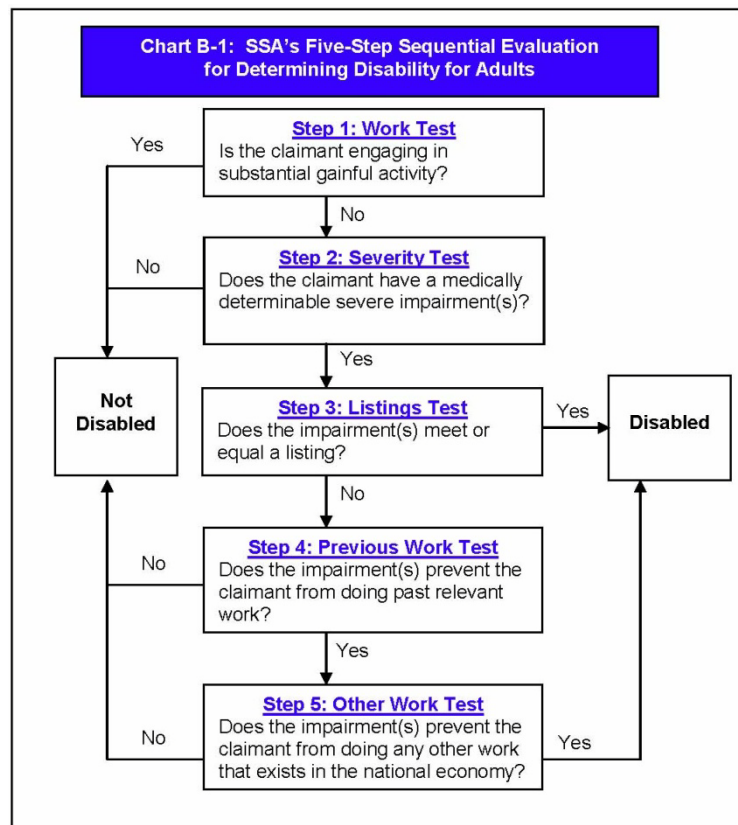 Chart B-1: SSA's Five-Step Sequential Evaluation
for Determining Disability for Adults
Step 1: Work Test
Is the claimant engaging in
substantial gainful activity?
Yes
No
Step 2: Severity Test
Does the claimant have a medically
determinable severe impairment(s)?
No
Yes
Not
Disabled
Step 3: Listings Test
Does the impairment(s) meet or
equal a listing?
Yes
Disabled
No
Step 4: Previous Work Test
Does the impairment(s) prevent the
claimant from doing past relevant
work?
No
Yes
Step 5: Other Work Test
Does the impairment(s) prevent the
claimant from doing any other work
that exists in the national economy?
No
Yes